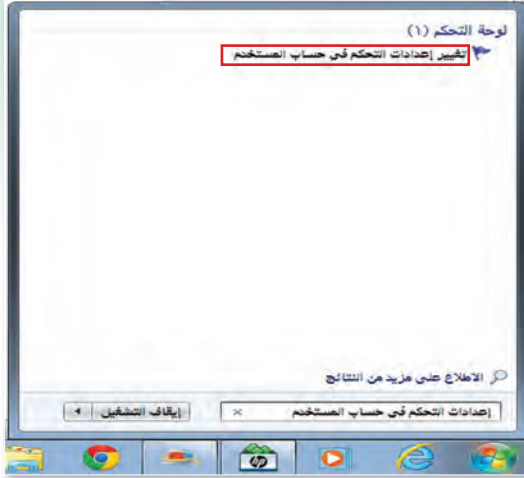 لوحة التحكم (١)
تغيير إعدادات التحكم في حساب المستخدم
الاطلاع على مزيد من النتائج
إعدادات التحكم في حساب المستخدم ×
إيقاف التشغيل
hp